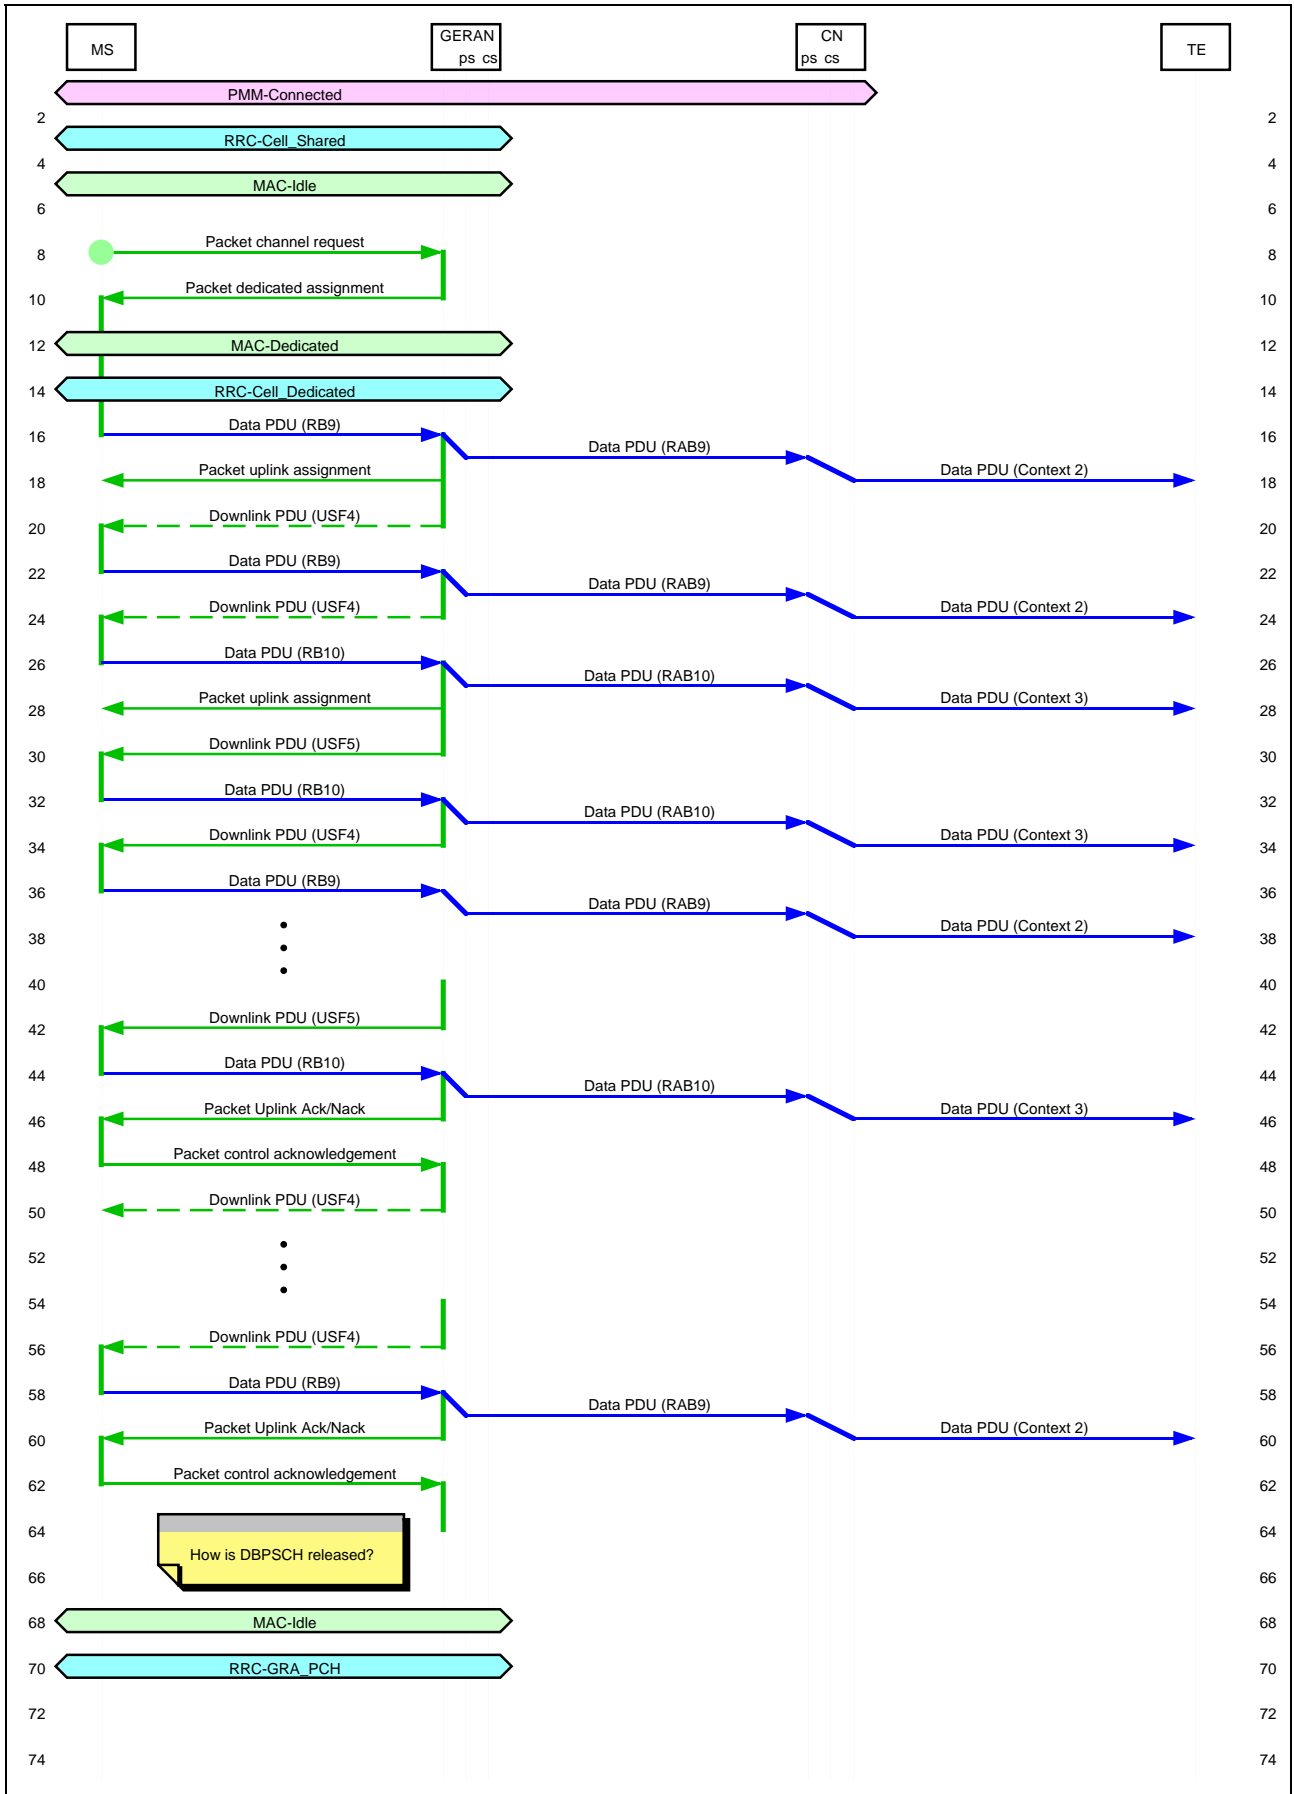 MS
GERAN
ps cs
CN
ps cs
TE
PMM-Connected
2 2
RRC-Cell_Shared
4 4
MAC-Idle
6 6
Packet channel request
8 8
Packet dedicated assignment
10 10
MAC-Dedicated
12 12
RRC-Cell_Dedicated
14 14
Data PDU (RB9)
16 16
Data PDU (RAB9)
Packet uplink assignment
Data PDU (Context 2)
18 18
Downlink PDU (USF4)
20 20
Data PDU (RB9)
22 22
Data PDU (RAB9)
Downlink PDU (USF4)
Data PDU (Context 2)
24 24
Data PDU (RB10)
26 26
Data PDU (RAB10)
Packet uplink assignment
Data PDU (Context 3)
28 28
Downlink PDU (USF5)
30 30
Data PDU (RB10)
32 32
Data PDU (RAB10)
Downlink PDU (USF4)
Data PDU (Context 3)
34 34
Data PDU (RB9)
36 36
Data PDU (RAB9)
Data PDU (Context 2)
38 38
40 40
Downlink PDU (USF5)
42 42
Data PDU (RB10)
44 44
Data PDU (RAB10)
Packet Uplink Ack/Nack
Data PDU (Context 3)
46 46
Packet control acknowledgement
48 48
Downlink PDU (USF4)
50 50
52 52
54 54
Downlink PDU (USF4)
56 56
Data PDU (RB9)
58 58
Data PDU (RAB9)
Packet Uplink Ack/Nack
Data PDU (Context 2)
60 60
Packet control acknowledgement
62 62
64 64
How is DBPSCH released?
66 66
MAC-Idle
68 68
RRC-GRA_PCH
70 70
72 72
74 74